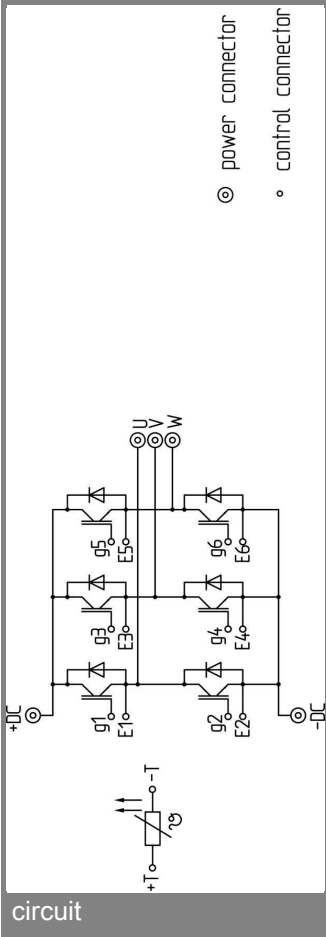 power connector
control connector
U
V
W
g5
E5
g6
E6
g3
E3
g4
E4
+DC
g1
E1
g2
E2
-DC
-T
+T
ϑ
circuit